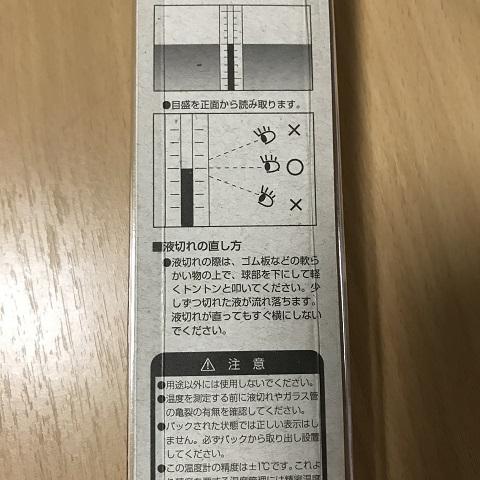 ●目盛を正面から読み取ります。
×
○
×
■液切れの直し方
●液切れの際は、ゴム板などの軟ら
かい物の上で、球部を下にして軽
くトントンと叩いてください。少
しずつ切れた液が流れ落ちます。
液切れが直ってもすぐ横にしない
でください。
⚠ 注意
●用途以外には使用しないでください。
●温度を測定する前に液切れやガラス管
の亀裂の有無を確認してください。
●パックされた状態では正しい表示はし
ません。必ずパックから取り出し設置
してください。
●この温度計の精度は±1℃です。これよ